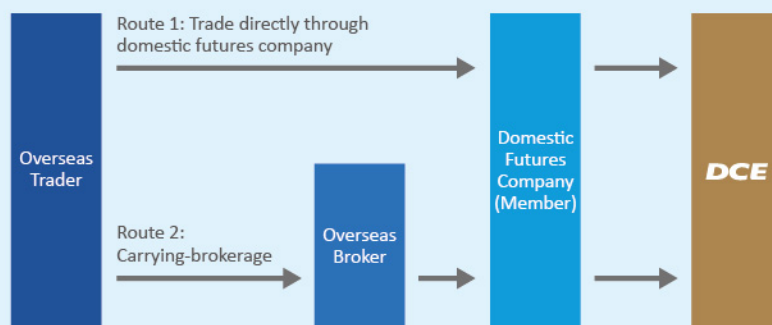 Route 1: Trade directly through
domestic futures company
Overseas
Trader
Domestic
Futures
Company
(Member)
DCE
Route 2:
Carrying-brokerage
Overseas
Broker